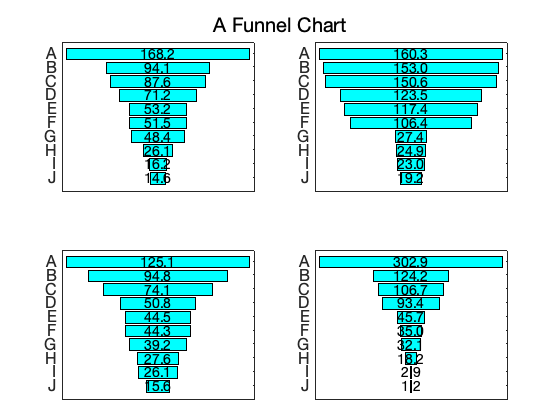 A Funnel Chart
A 168.2
B 94.1
C 87.6
D 71.2
E 53.2
F 51.5
G 48.4
H 26.1
I 16.2
J 14.6
A 160.3
B 153.0
C 150.6
D 123.5
E 117.4
F 106.4
G 27.4
H 24.9
I 23.0
J 19.2
A 125.1
B 94.8
C 74.1
D 50.8
E 44.5
F 44.3
G 39.2
H 27.6
I 26.1
J 15.6
A 302.9
B 124.2
C 106.7
D 93.4
E 45.7
F 35.0
G 32.1
H 18.2
I 2.9
J 1.2